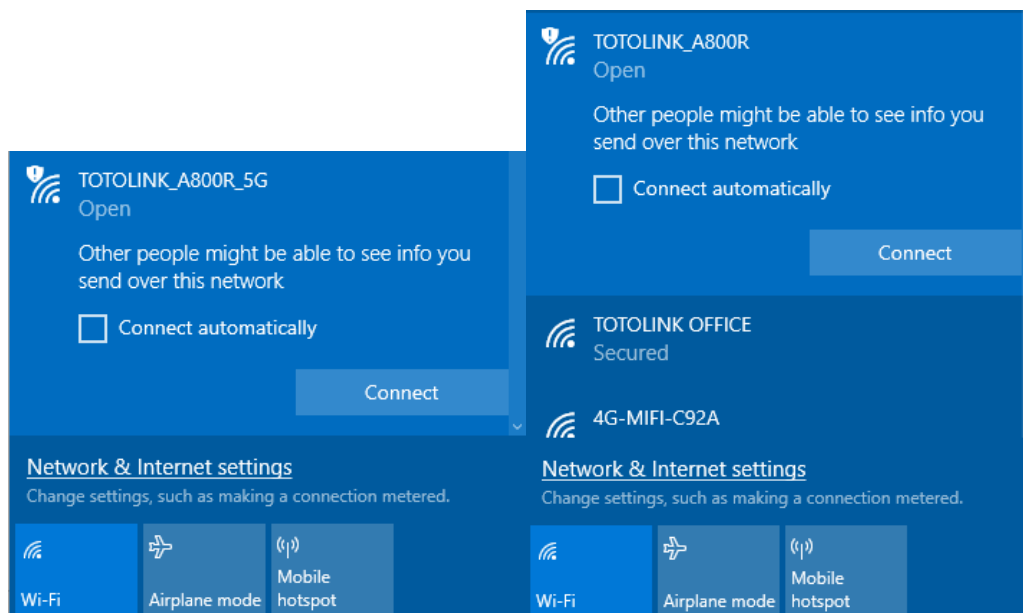 TOTOLINK_A800R_5G
Open
Other people might be able to see info you
send over this network
Connect automatically
Connect
Network & Internet settings
Change settings, such as making a connection metered.
Wi-Fi
Airplane mode
Mobile
hotspot
TOTOLINK_A800R
Open
Other people might be able to see info you
send over this network
Connect automatically
Connect
TOTOLINK OFFICE
Secured
4G-MIFI-C92A
Network & Internet settings
Change settings, such as making a connection metered.
Wi-Fi
Airplane mode
Mobile
hotspot